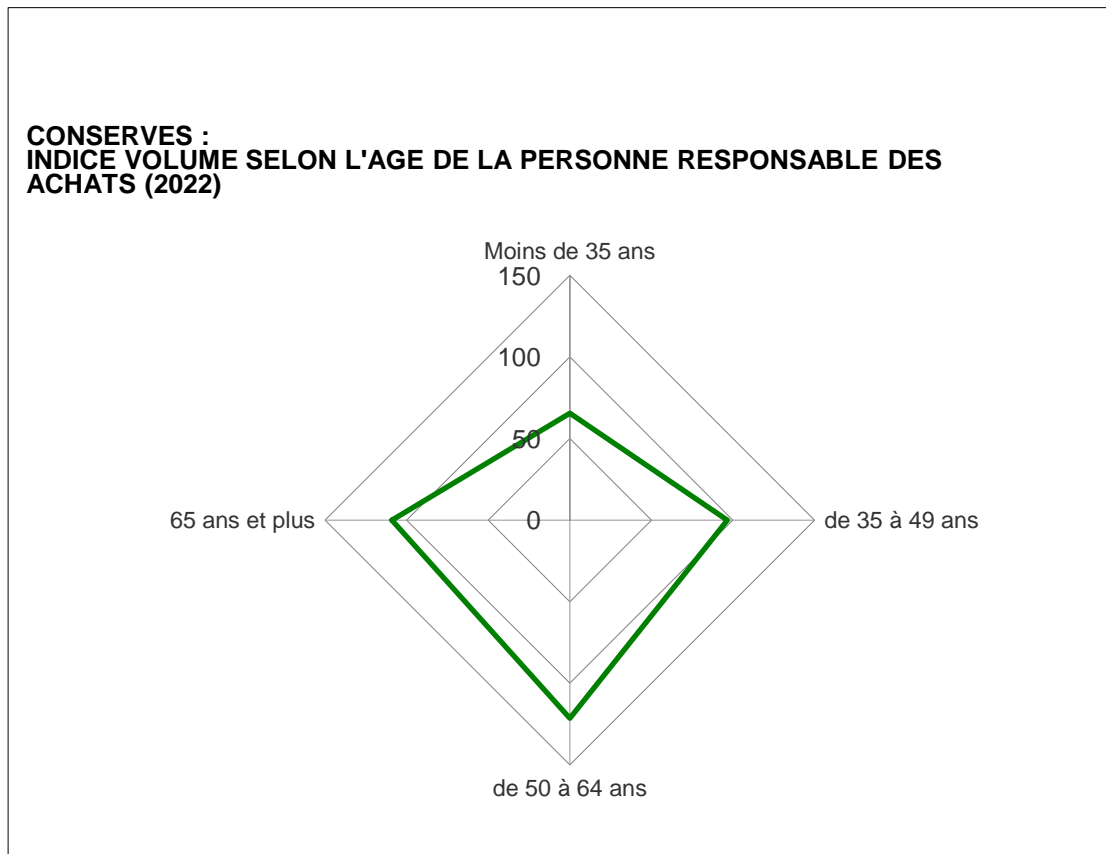 CONSERVES :
INDICE VOLUME SELON L'AGE DE LA PERSONNE RESPONSABLE DES
ACHATS (2022)
Moins de 35 ans
150
100
50
65 ans et plus
0
de 35 à 49 ans
de 50 à 64 ans